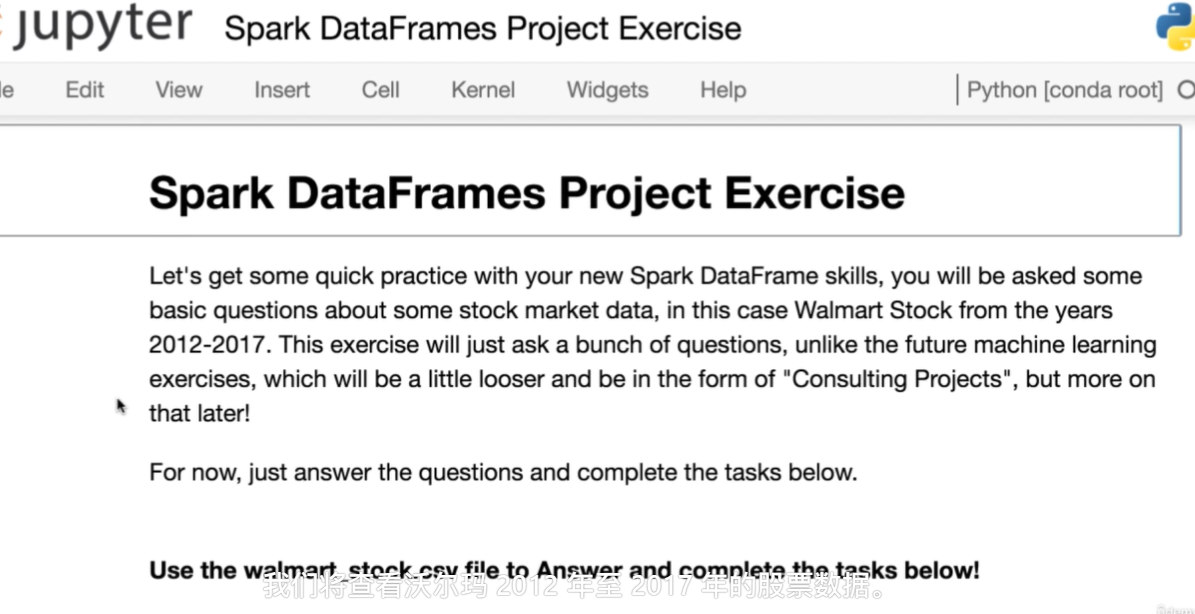 jupyter Spark DataFrames Project Exercise
le Edit View Insert Cell Kernel Widgets Help Python [conda root]
Spark DataFrames Project Exercise
Let's get some quick practice with your new Spark DataFrame skills, you will be asked some
basic questions about some stock market data, in this case Walmart Stock from the years
2012-2017. This exercise will just ask a bunch of questions, unlike the future machine learning
exercises, which will be a little looser and be in the form of "Consulting Projects", but more on
that later!
For now, just answer the questions and complete the tasks below.
Use the walmart_stock.csv file to Answer and complete the tasks below!
我们将查看沃尔玛 2012 年至 2017 年的股票数据。